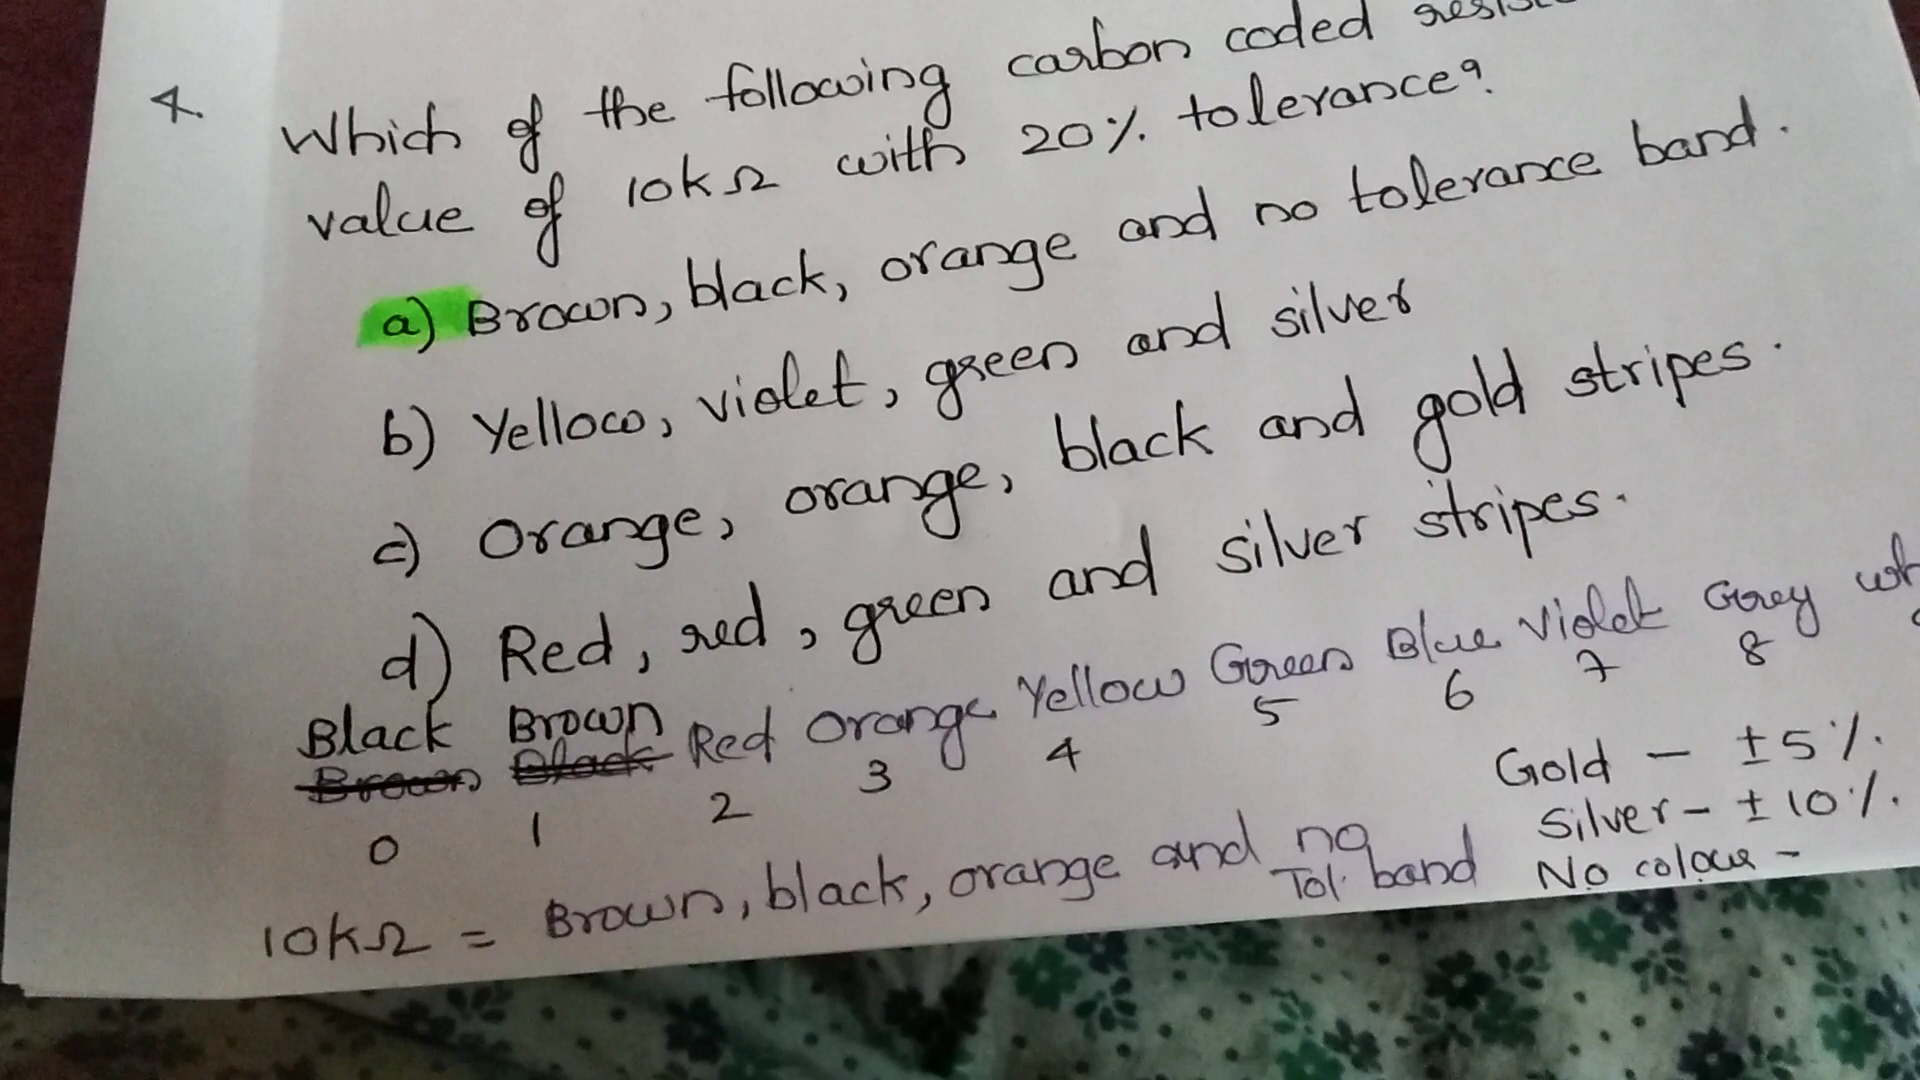 4. Which of the following carbon coded
value of 10kΩ with 20% tolerance?
a) Brown, black, orange and no tolerance band.
b) Yellow, violet, green and silver
c) Orange, orange, black and gold stripes.
d) Red, red, green and silver stripes.
Black Brown Red Orange Yellow Green Blue Violet Grey
0 1 2 3 4 5 6 7 8
Gold - ±5%.
Silver - ±10%.
No colour -
10kΩ = Brown, black, orange and no Tol. band